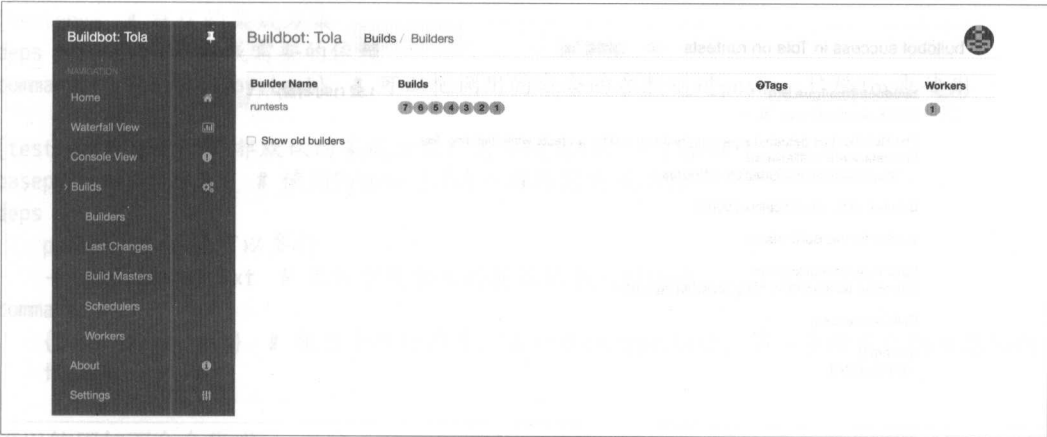 Buildbot: Tola
NAVIGATION
Home
Waterfall View
Console View
› Builds
Builders
Last Changes
Build Masters
Schedulers
Workers
About
Settings
Buildbot: Tola Builds / Builders
Builder Name Builds Tags Workers
runtests 7 6 5 4 3 2 1 1
Show old builders